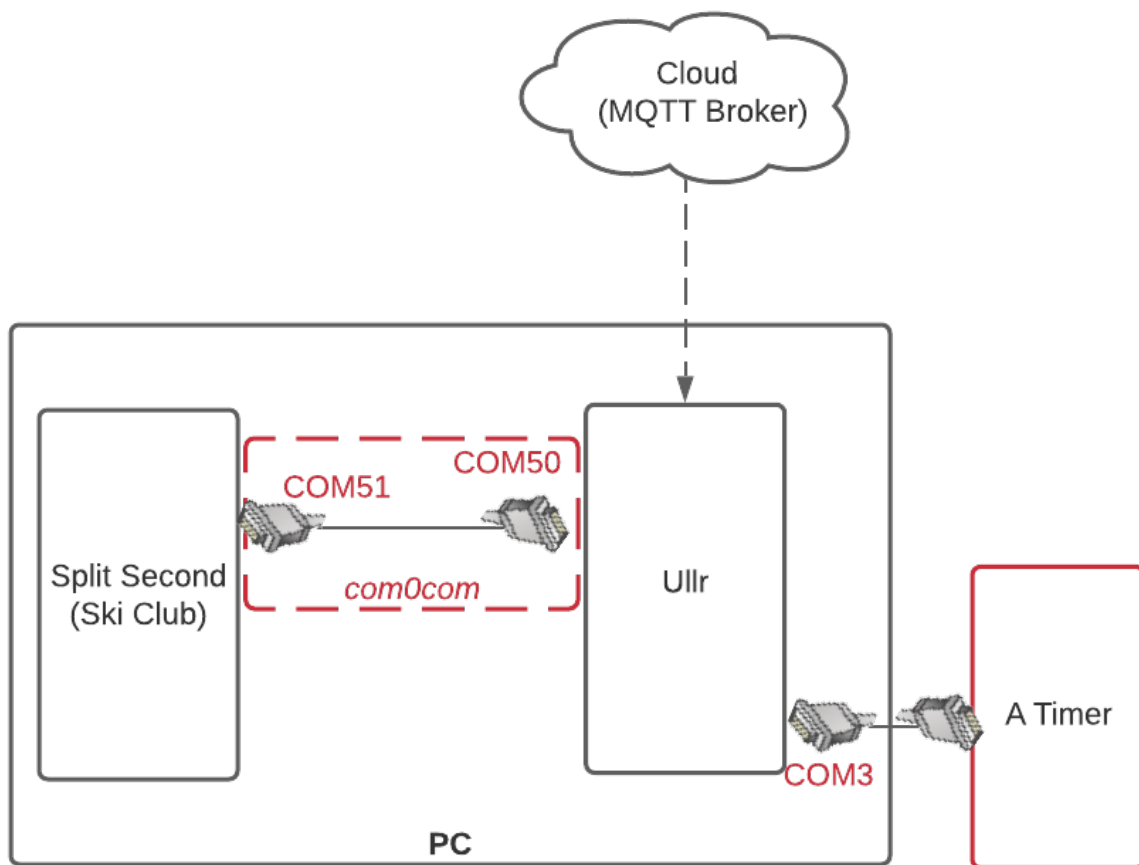 Cloud
(MQTT Broker)
COM50
COM51
Split Second
(Ski Club)
com0com
Ullr
A Timer
COM3
PC